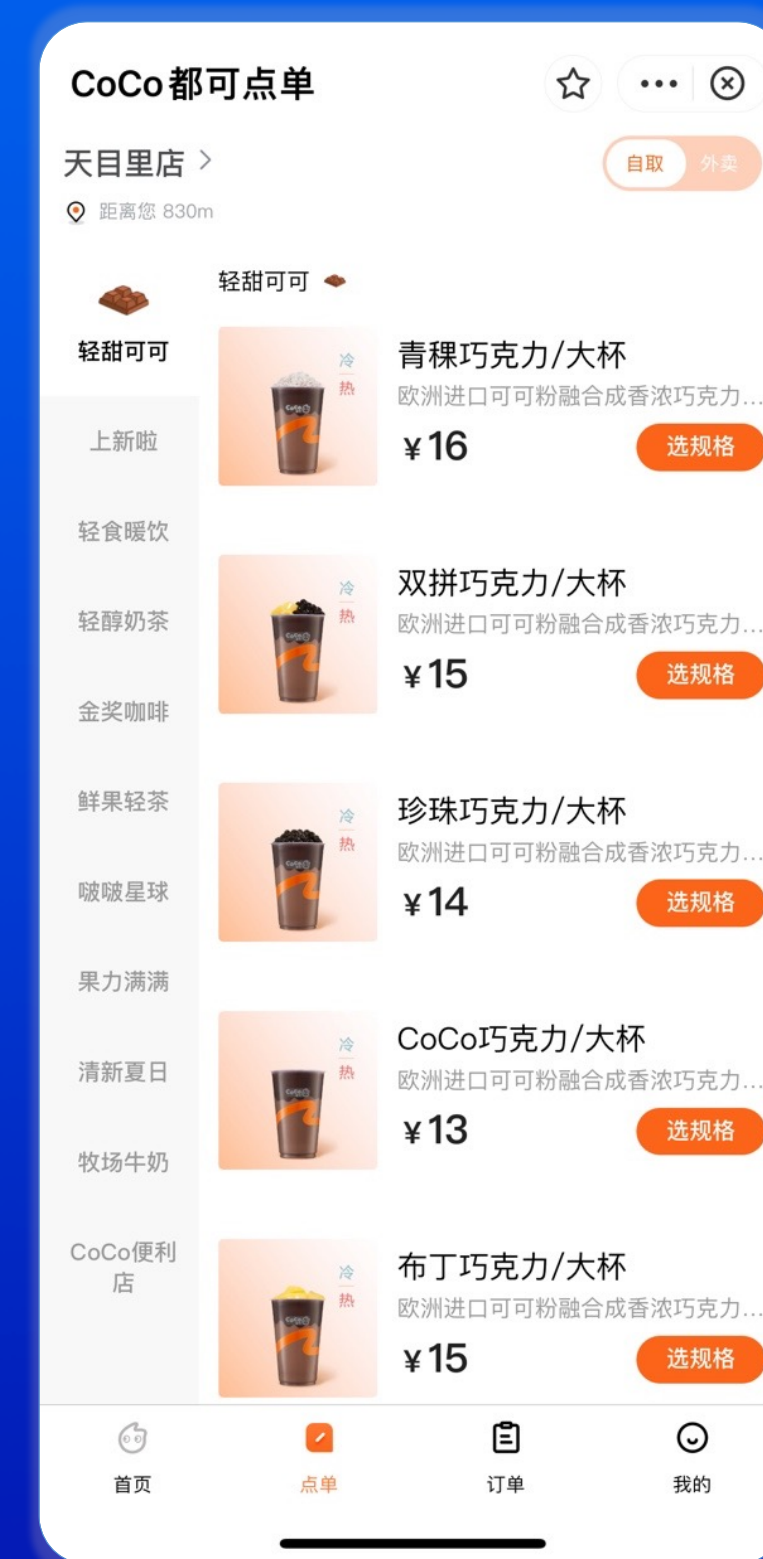 CoCo都可点单
天目里店
自取 外卖
距离您 830m
轻甜可可
轻甜可可
上新啦
轻食暖饮
轻醇奶茶
金奖咖啡
鲜果轻茶
啵啵星球
果力满满
清新夏日
牧场牛奶
CoCo便利
店
冷
热
青稞巧克力/大杯
欧洲进口可可粉融合成香浓巧克力...
¥16
选规格
冷
热
双拼巧克力/大杯
欧洲进口可可粉融合成香浓巧克力...
¥15
选规格
冷
热
珍珠巧克力/大杯
欧洲进口可可粉融合成香浓巧克力...
¥14
选规格
冷
热
CoCo巧克力/大杯
欧洲进口可可粉融合成香浓巧克力...
¥13
选规格
冷
热
布丁巧克力/大杯
欧洲进口可可粉融合成香浓巧克力...
¥15
选规格
首页 点单 订单 我的